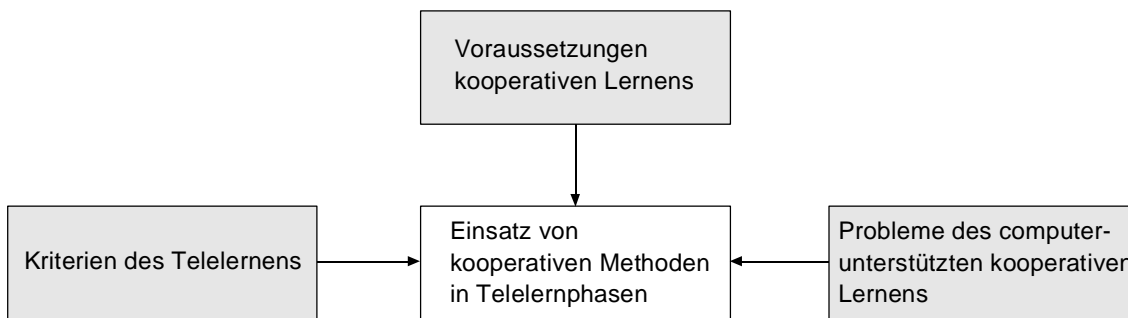 Voraussetzungen
kooperativen Lernens
Kriterien des Telelernens
Einsatz von
kooperativen Methoden
in Telelernphasen
Probleme des computer-
unterstützten kooperativen
Lernens